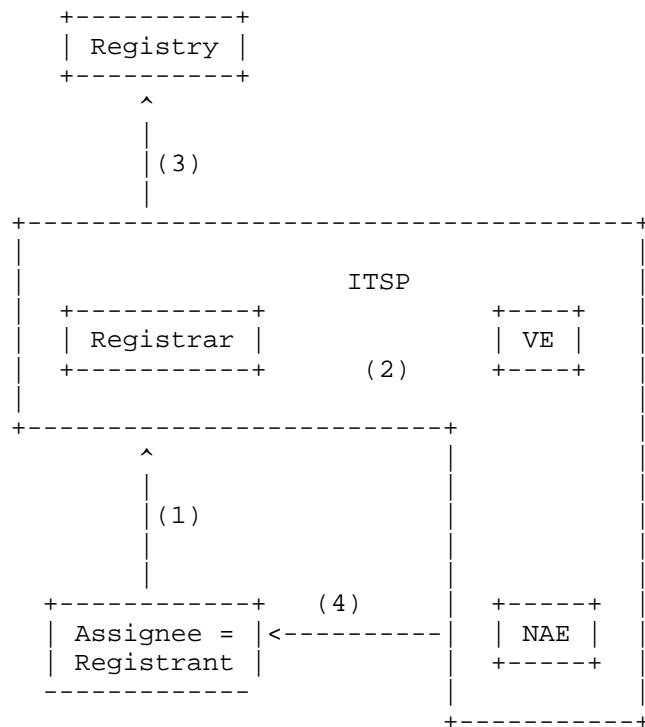 Registry
(3)
ITSP
Registrar
VE
(2)
(1)
(4)
Assignee =
NAE
Registrant